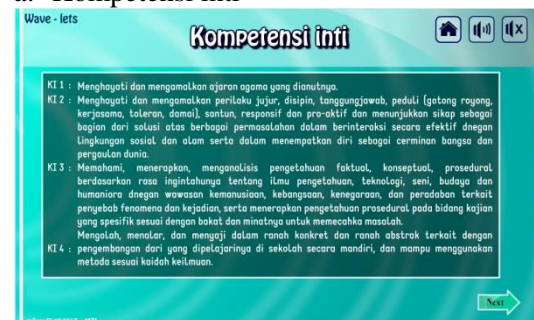 a. Kompetensi inti
Wave - lets
Kompetensi inti
KI 1 : Menghayati dan mengamalkan ajaran agama yang dianutnya.
KI 2 : Menghayati dan mengamalkan perilaku jujur, disipin, tanggungjawab, peduli (gotong royong,
kerjasama, toleran, damai), santun, responsif dan pro-aktif dan menunjukkan sikap sebagai
bagian dari solusi atas berbagai permasalahan dalam berinteraksi secara efektif dnegan
lingkungan sosial dan alam serta dalam menempatkan diri sebagai cerminan bangsa dan
pergaulan dunia.
KI 3 : Memahami, menerapkan, menganalisis pengetahuan faktual, konseptual, prosedural
berdasarkan rasa ingintahunya tentang ilmu pengetahuan, teknologi, seni, budaya dan
humaniora dnegan wawasan kemanusiaan, kebangsaan, kenegaraan, dan peradaban terkait
penyebab fenomena dan kejadian, serta menerapkan pengetahuan prosedural pada bidang kajian
yang spesifik sesuai dengan bakat dan minatnya untuk memecahka masalah.
Mengolah, menalar, dan menyaji dalam ranah konkret dan ranah abstrak terkait dengan
KI 4 : pengembangan dari yang dipelajarinya di sekolah secara mandiri, dan mampu menggunakan
metoda sesuai kaidah keilmuan.
Next